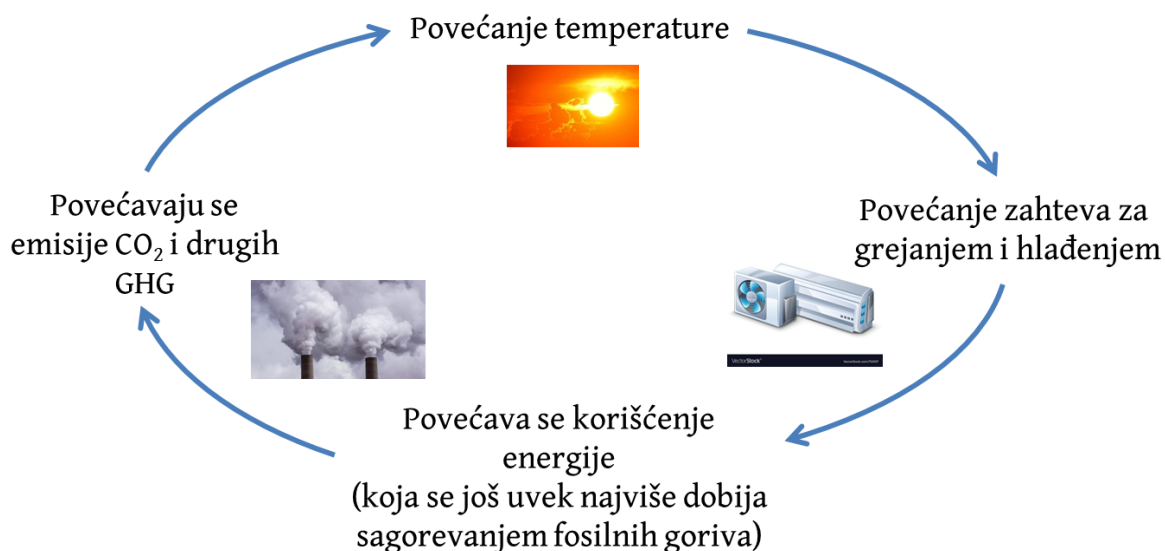 Povećanje temperature
Povećanje zahteva za
grejanjem i hlađenjem
Povećava se korišćenje
energije
(koja se još uvek najviše dobija
sagorevanjem fosilnih goriva)
Povećavaju se
emisije CO₂ i drugih
GHG
VectorStock